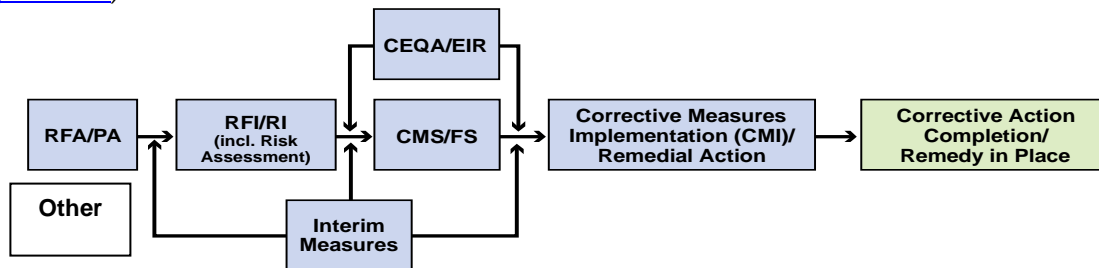 CEQA/EIR
RFA/PA
RFI/RI
(incl. Risk
Assessment)
CMS/FS
Corrective Measures
Implementation (CMI)/
Remedial Action
Corrective Action
Completion/
Remedy in Place
Other
Interim
Measures